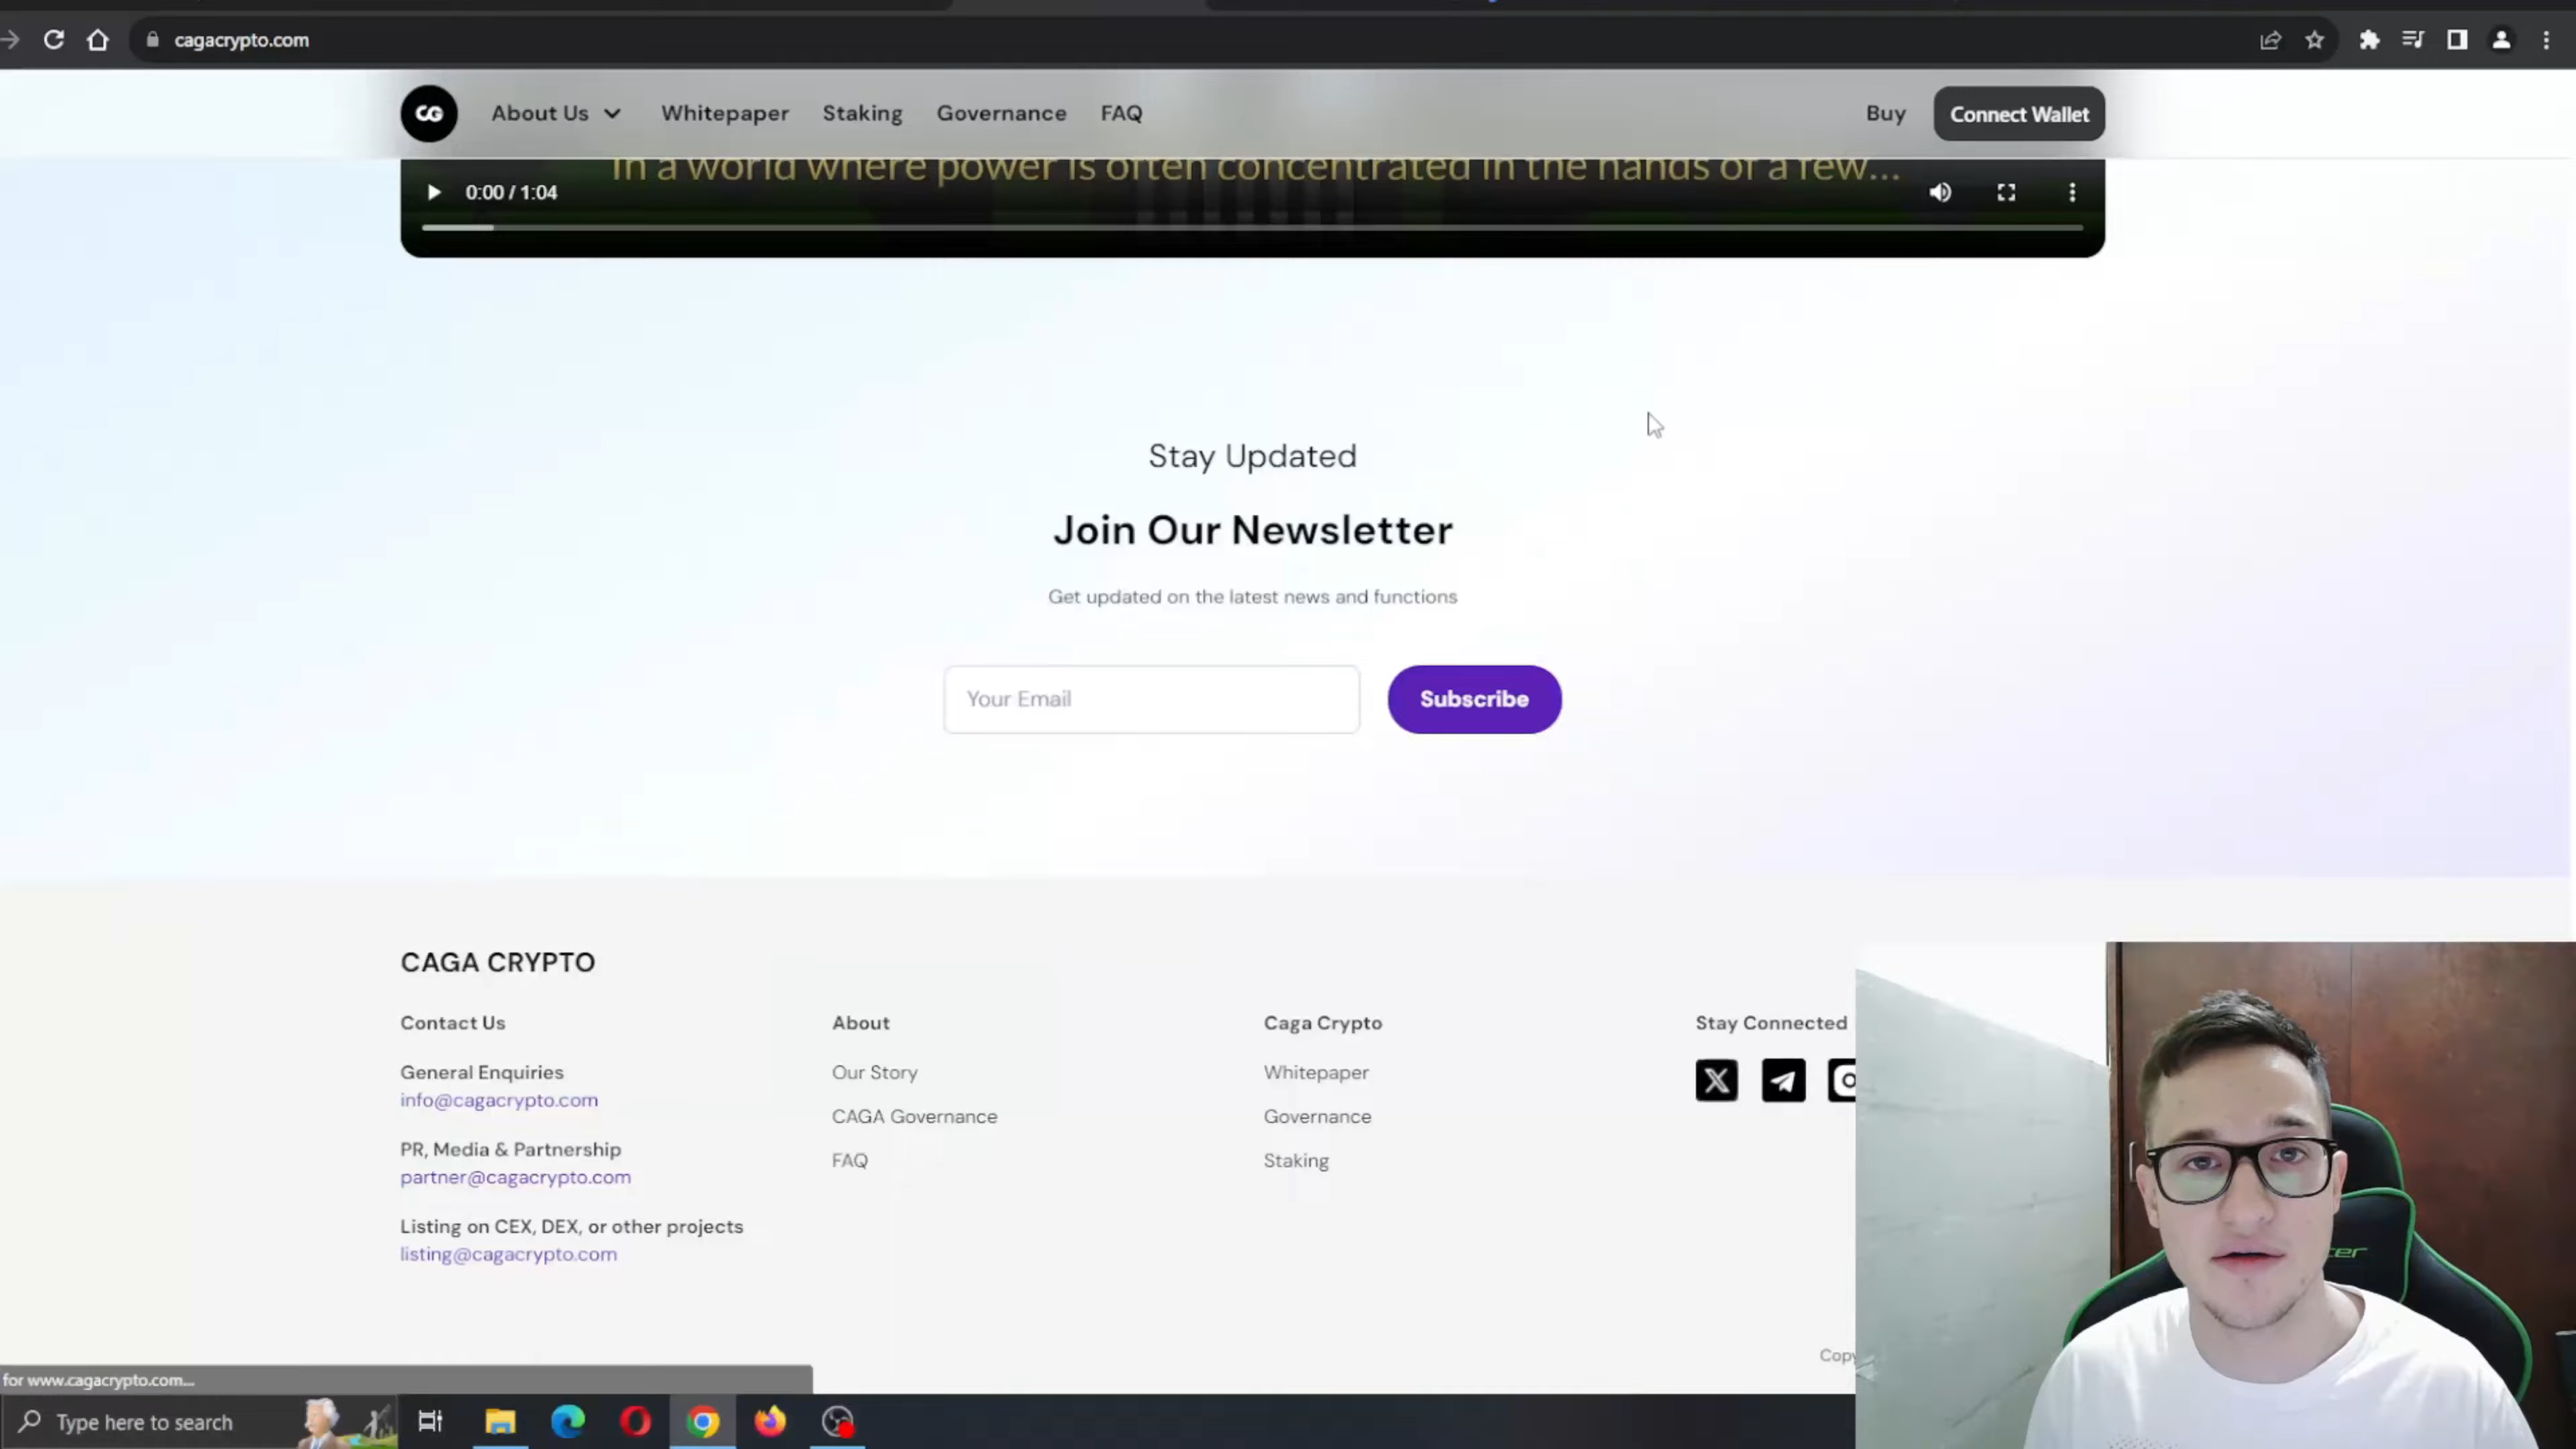 cagacrypto.com
CG
About Us
Whitepaper
Staking
Governance
FAQ
Buy
Connect Wallet
In a world where power is often concentrated in the hands of a few...
0:00 / 1:04
Stay Updated
Join Our Newsletter
Get updated on the latest news and functions
Your Email
Subscribe
CAGA CRYPTO
Contact Us
General Enquiries
info@cagacrypto.com
PR, Media & Partnership
partner@cagacrypto.com
Listing on CEX, DEX, or other projects
listing@cagacrypto.com
About
Our Story
CAGA Governance
FAQ
Caga Crypto
Whitepaper
Governance
Staking
Stay Connected
Copy
for www.cagacrypto.com...
Type here to search